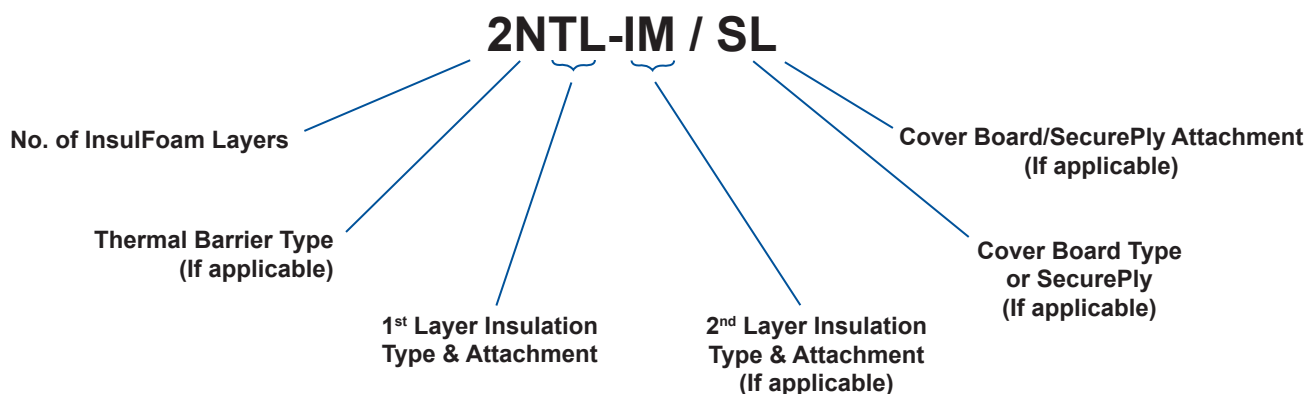 2NTL-IM / SL
No. of InsulFoam Layers
Cover Board/SecurePly Attachment
(If applicable)
Thermal Barrier Type
(If applicable)
Cover Board Type
or SecurePly
(If applicable)
1st Layer Insulation
Type & Attachment
2nd Layer Insulation
Type & Attachment
(If applicable)